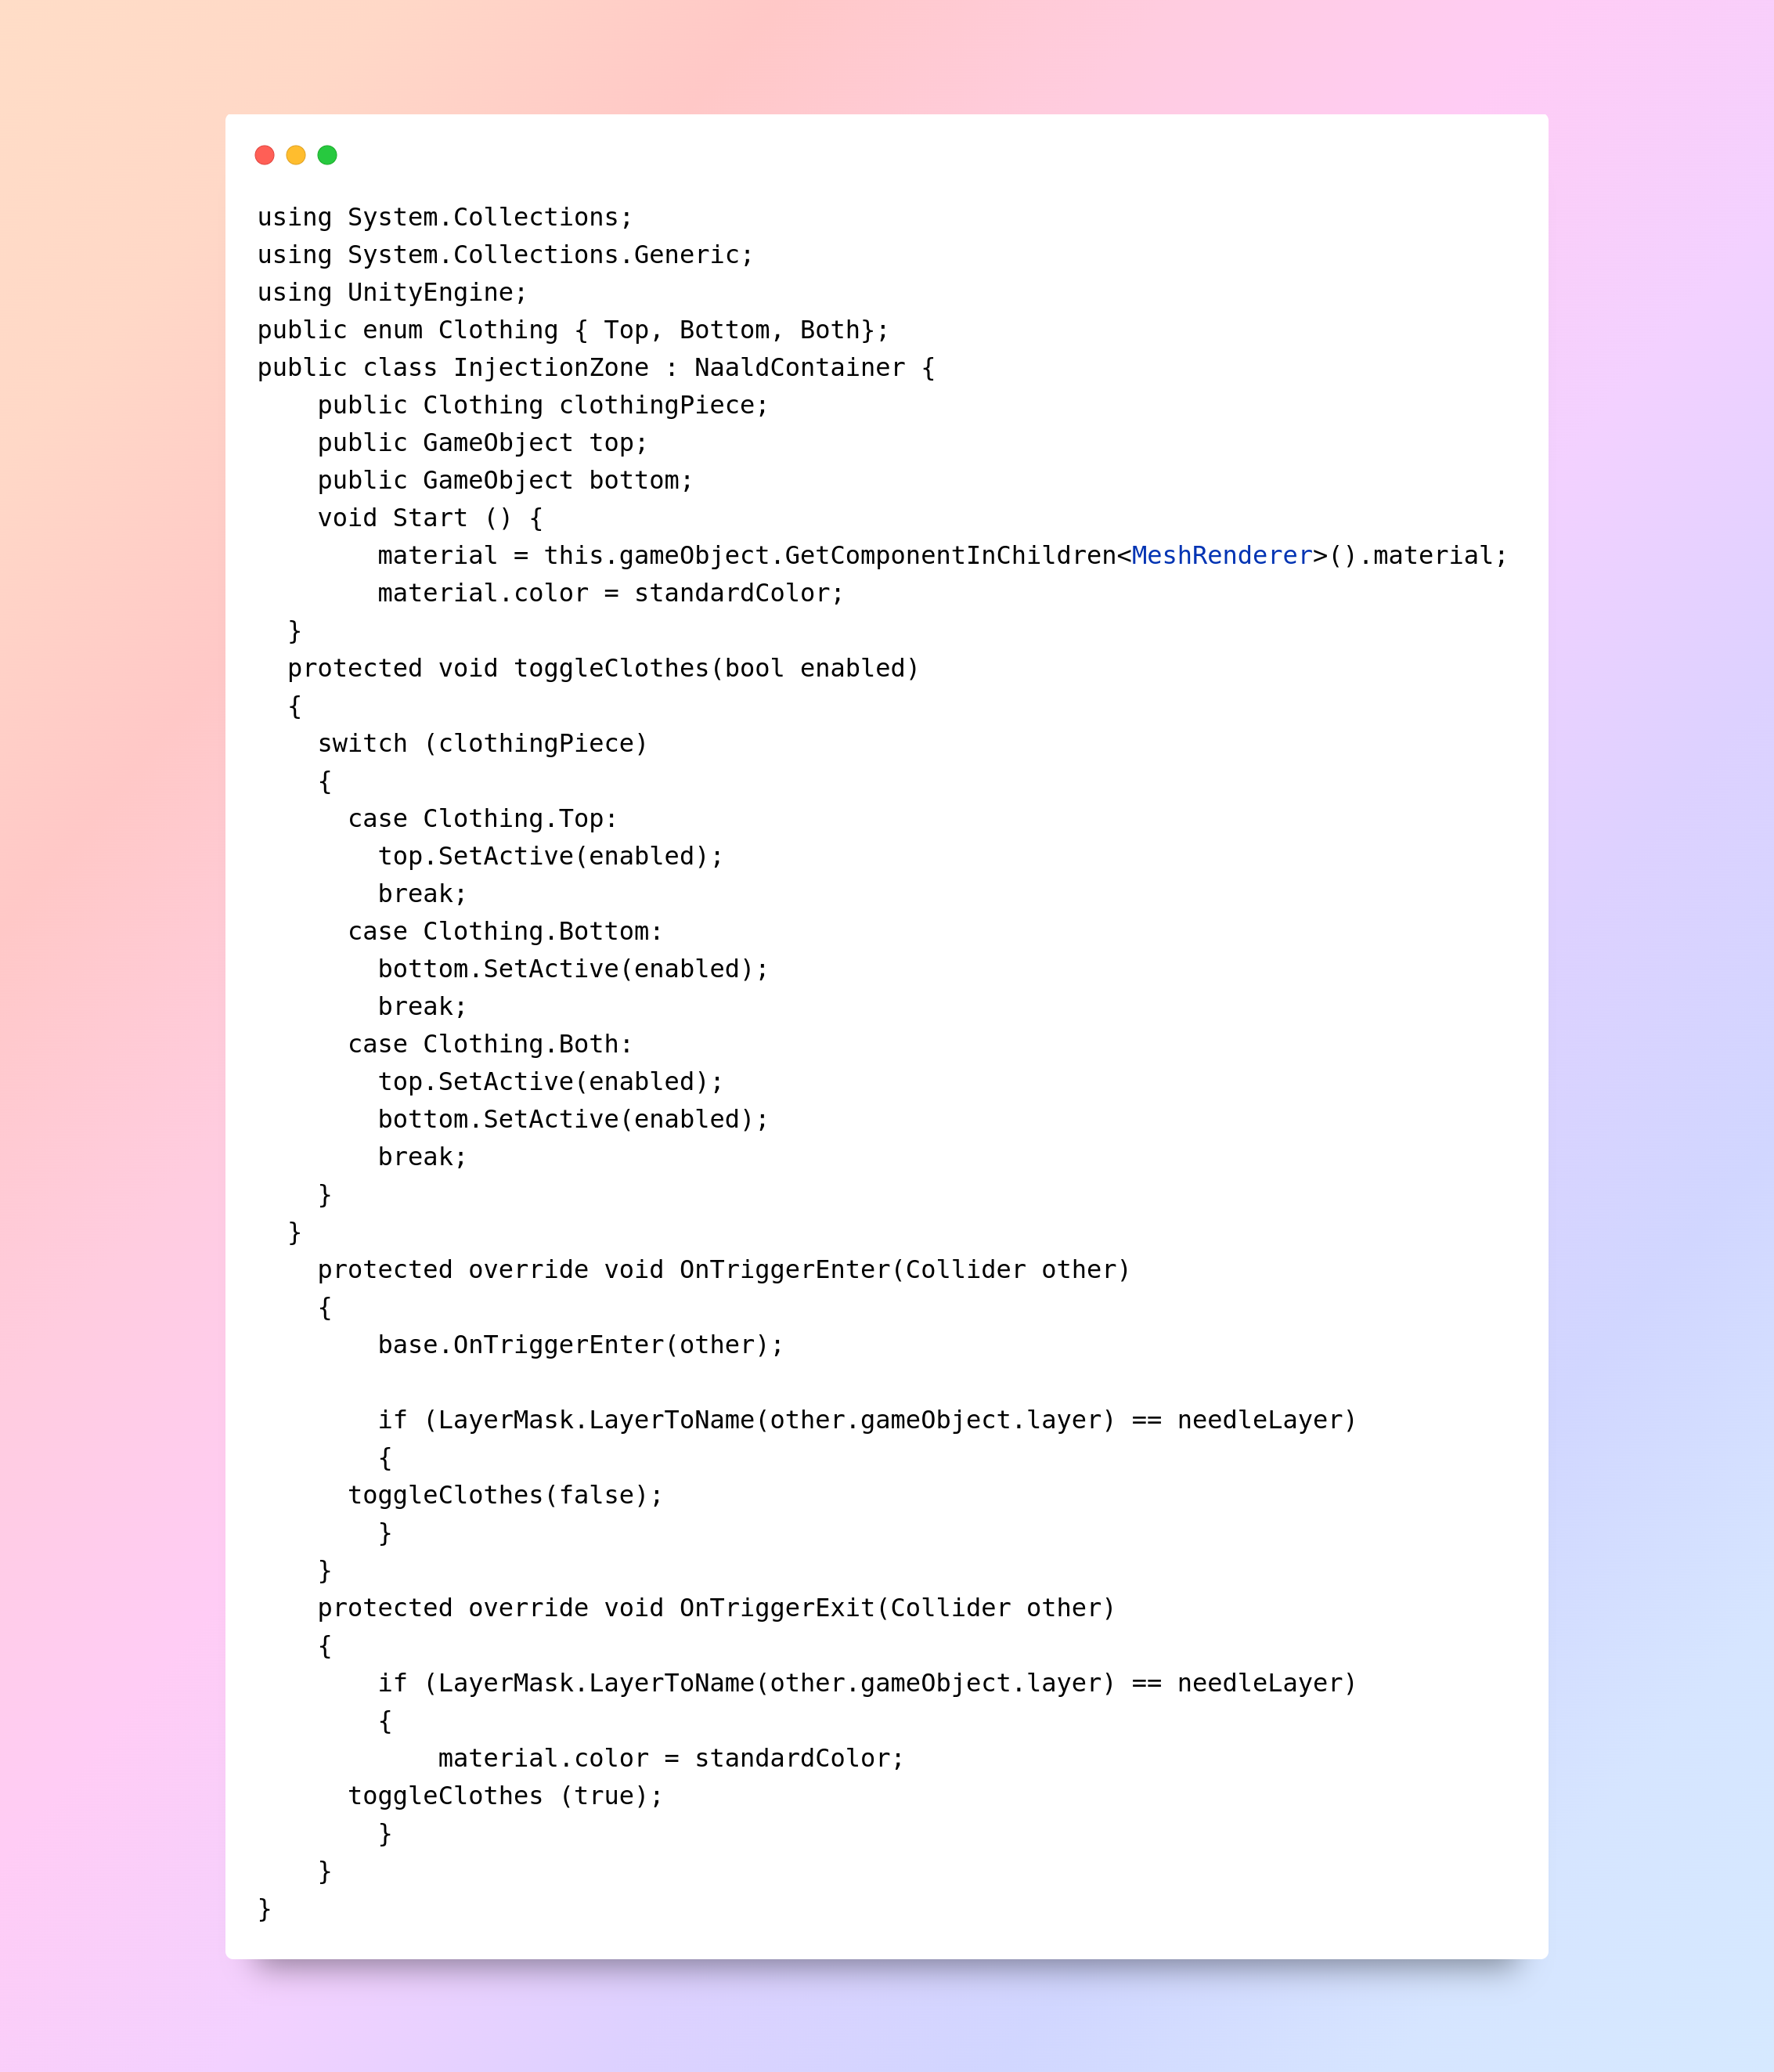 using System.Collections;
using System.Collections.Generic;
using UnityEngine;
public enum Clothing { Top, Bottom, Both};
public class InjectionZone : NaaldContainer {
    public Clothing clothingPiece;
    public GameObject top;
    public GameObject bottom;
    void Start () {
        material = this.gameObject.GetComponentInChildren<MeshRenderer>().material;
        material.color = standardColor;
  }
  protected void toggleClothes(bool enabled)
  {
    switch (clothingPiece)
    {
      case Clothing.Top:
        top.SetActive(enabled);
        break;
      case Clothing.Bottom:
        bottom.SetActive(enabled);
        break;
      case Clothing.Both:
        top.SetActive(enabled);
        bottom.SetActive(enabled);
        break;
    }
  }
    protected override void OnTriggerEnter(Collider other)
    {
        base.OnTriggerEnter(other);

        if (LayerMask.LayerToName(other.gameObject.layer) == needleLayer)
        {
      toggleClothes(false);
        }
    }
    protected override void OnTriggerExit(Collider other)
    {
        if (LayerMask.LayerToName(other.gameObject.layer) == needleLayer)
        {
            material.color = standardColor;
      toggleClothes (true);
        }
    }
}